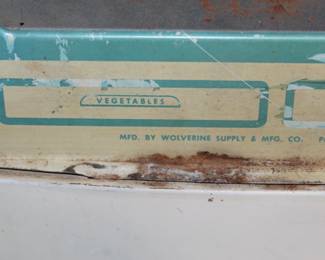 VEGETABLES
MFD. BY WOLVERINE SUPPLY & MFG. CO.